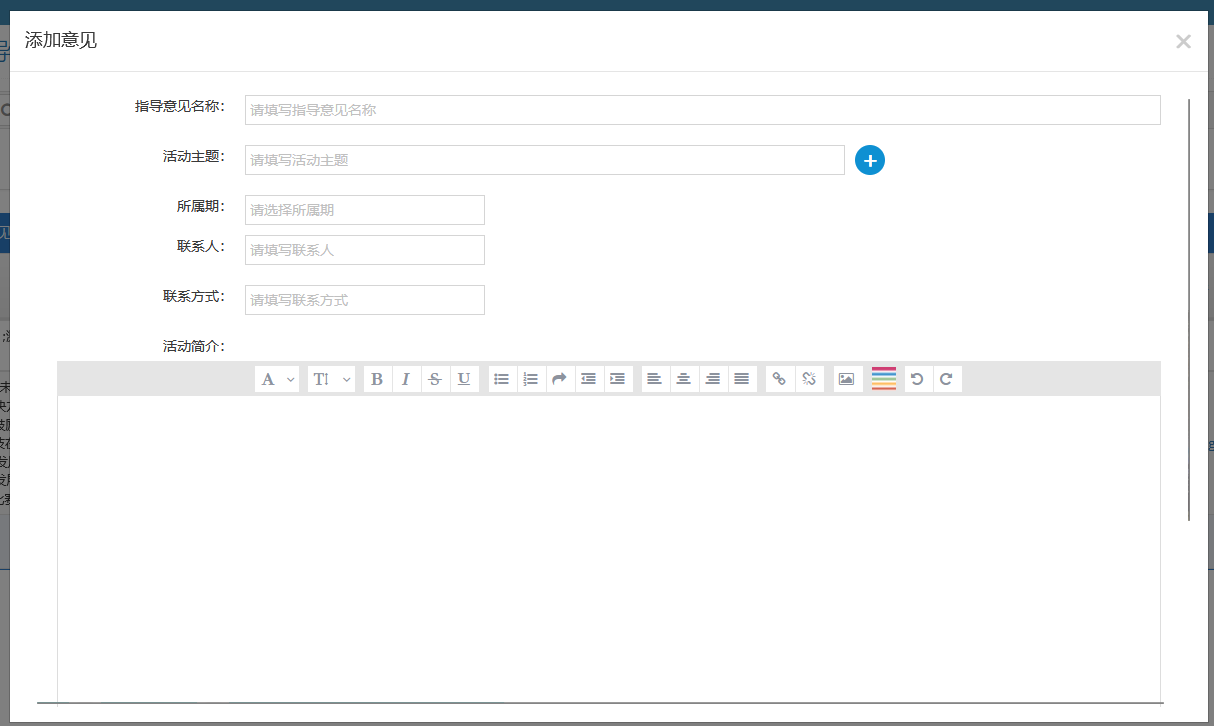 添加意见
×
指导意见名称：
请填写指导意见名称
活动主题：
请填写活动主题
+
所属期：
请选择所属期
联系人：
请填写联系人
联系方式：
请填写联系方式
活动简介：
A T B I S U